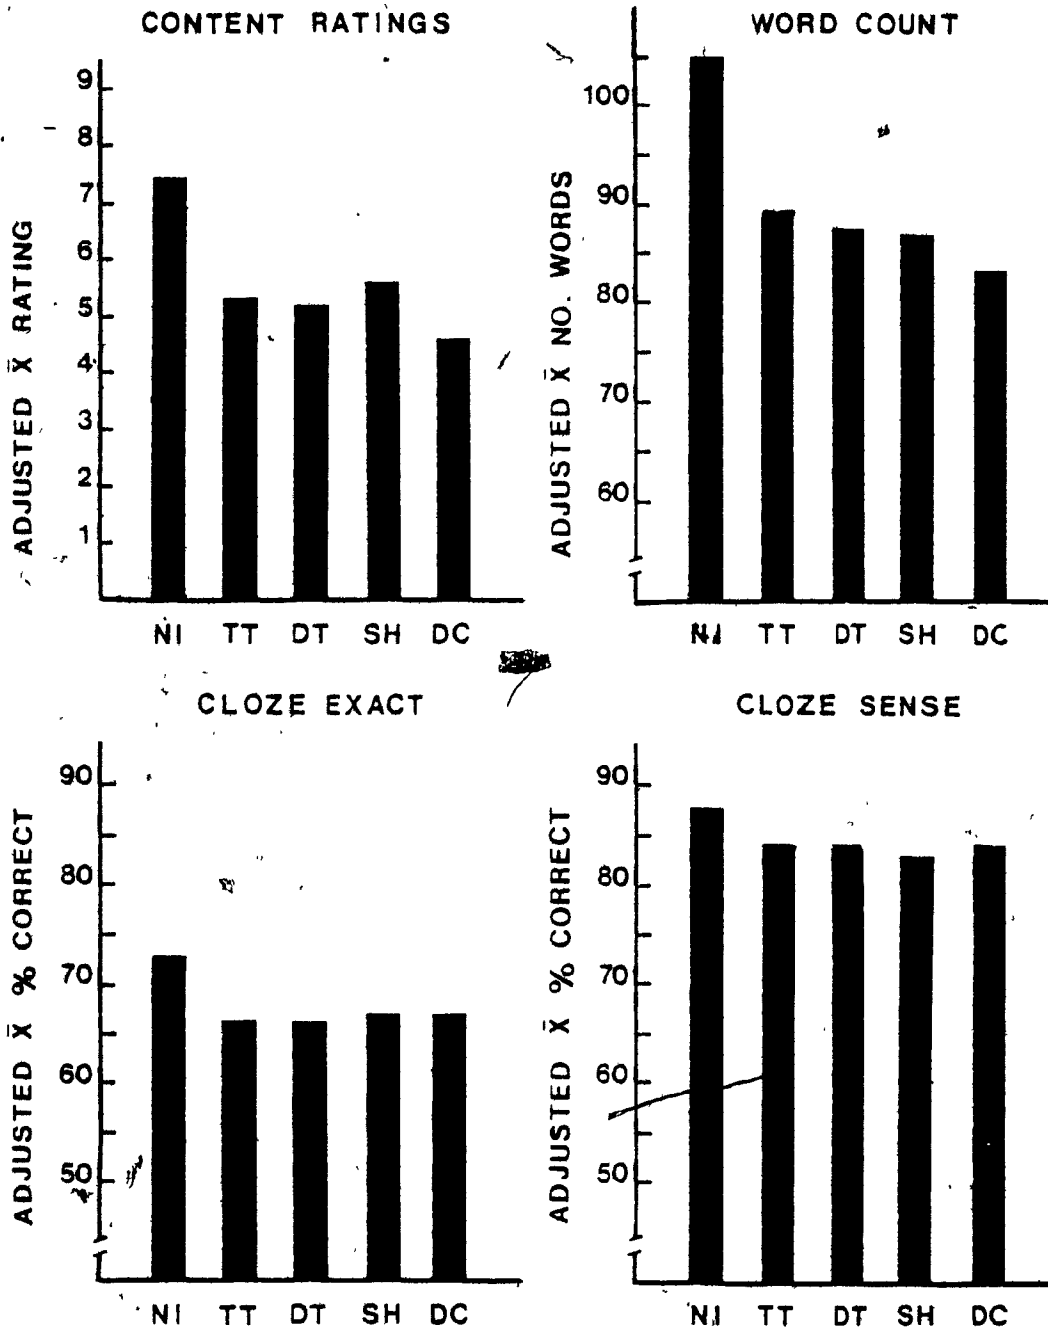 CONTENT RATINGS
ADJUSTED X̄ RATING
9
8
7
6
5
4
3
2
1
NI TT DT SH DC
WORD COUNT
ADJUSTED X̄ NO. WORDS
100
90
80
70
60
NI TT DT SH DC
CLOZE EXACT
ADJUSTED X̄ % CORRECT
90
80
70
60
50
NI TT DT SH DC
CLOZE SENSE
ADJUSTED X̄ % CORRECT
90
80
70
60
50
NI TT DT SH DC